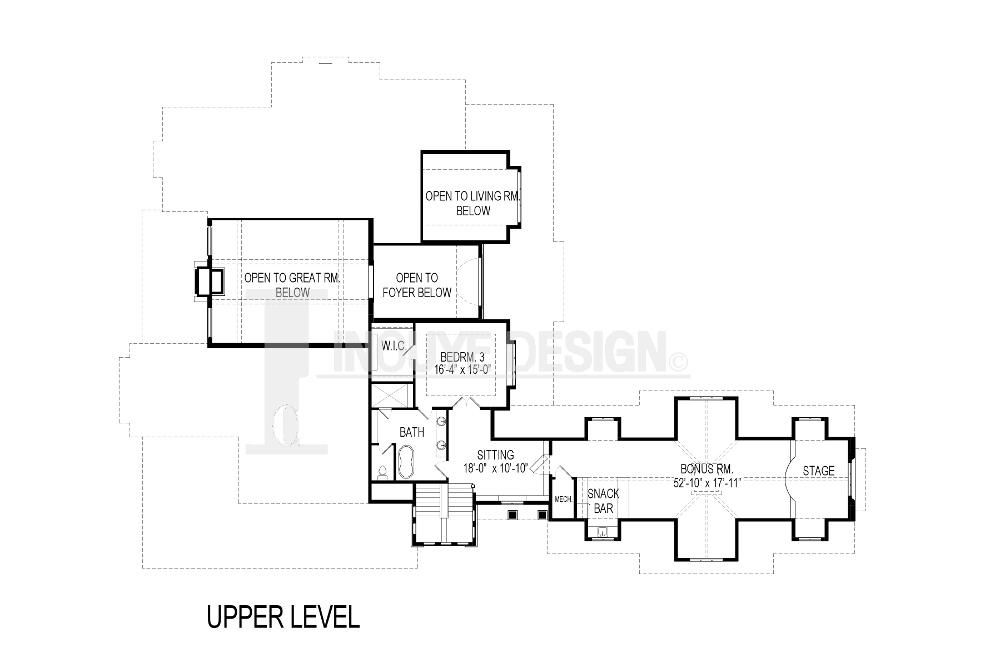 OPEN TO LIVING RM.
BELOW
OPEN TO GREAT RM.
BELOW
OPEN TO
FOYER BELOW
W.I.C.
BEDRM. 3
16'-4" x 15'-0"
INOUYE DESIGN©
BATH
SITTING
18'-0" x 10'-10"
BONUS RM.
52'-10" x 17'-11"
STAGE
MECH.
SNACK
BAR
UPPER LEVEL